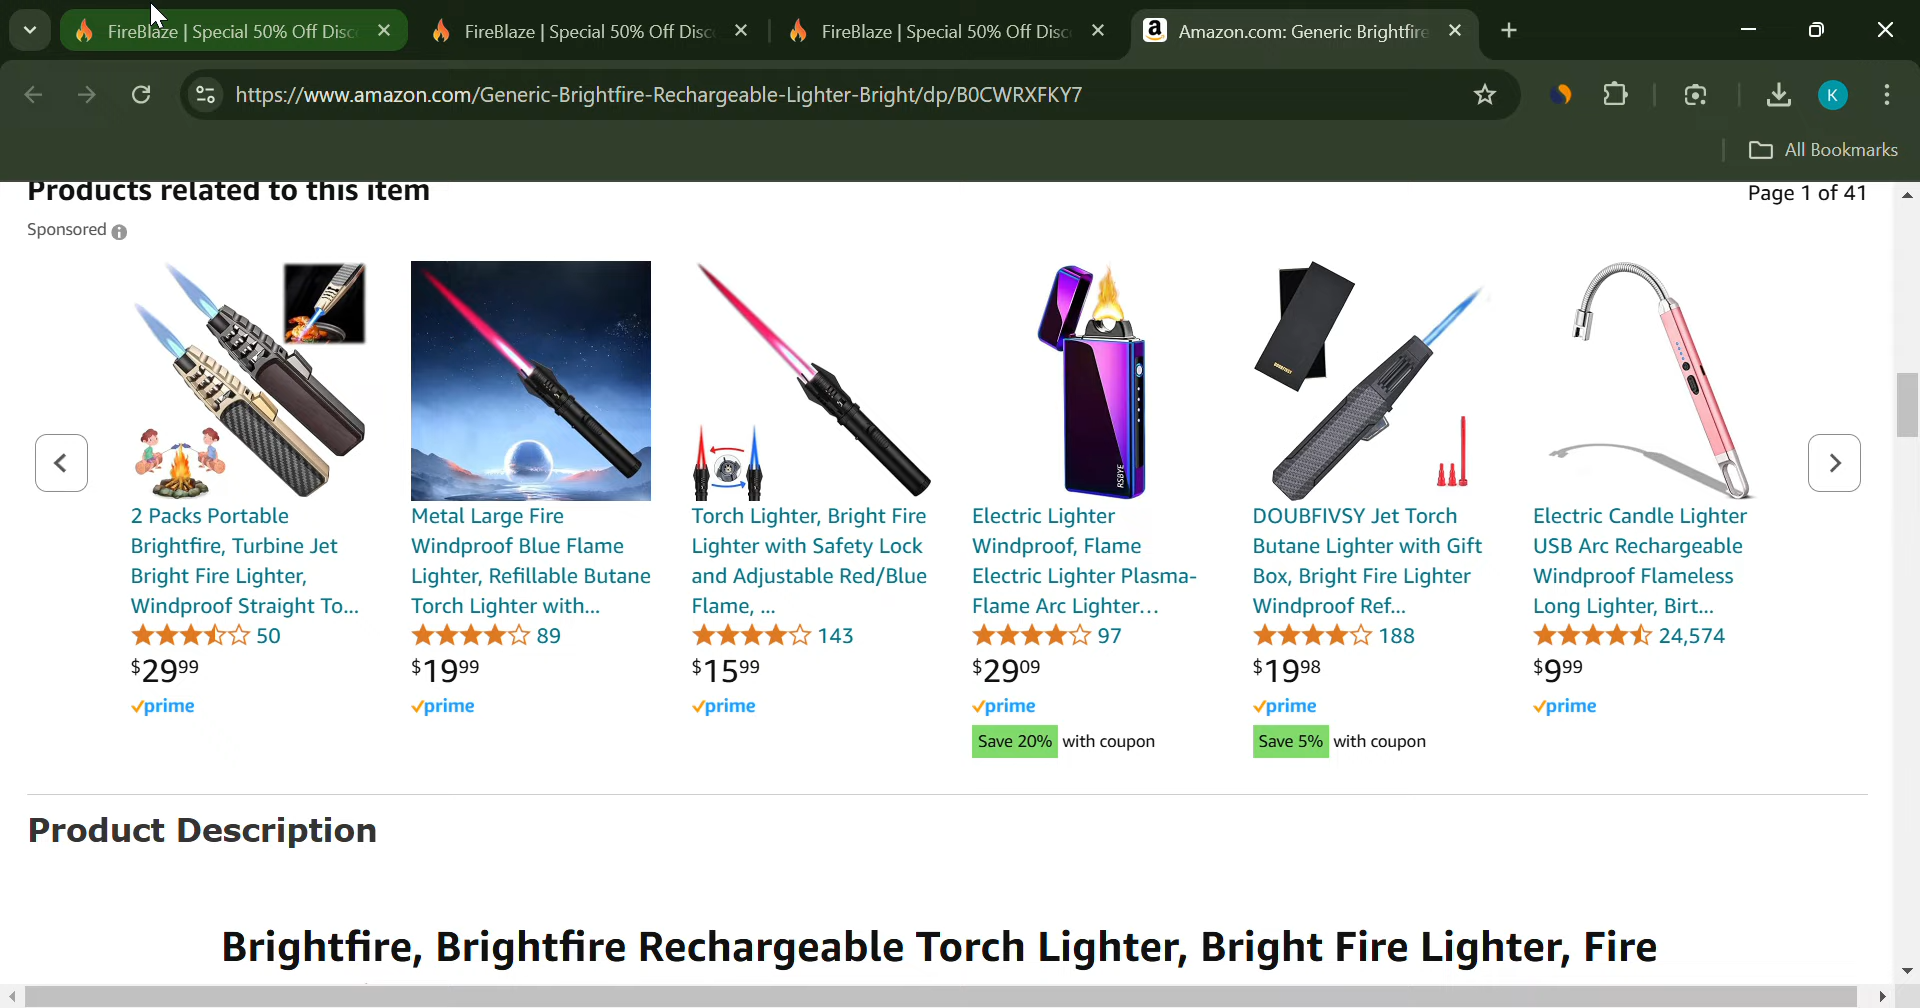 FireBlaze | Special 50% Off Disc
FireBlaze | Special 50% Off Disc
FireBlaze | Special 50% Off Disc
Amazon.com: Generic Brightfire
https://www.amazon.com/Generic-Brightfire-Rechargeable-Lighter-Bright/dp/B0CWRXFKY7
K
All Bookmarks
Products related to this item
Page 1 of 41
Sponsored
RSBYE
2 Packs Portable
Brightfire, Turbine Jet
Bright Fire Lighter,
Windproof Straight To...
50
$29.99
prime
Metal Large Fire
Windproof Blue Flame
Lighter, Refillable Butane
Torch Lighter with...
89
$19.99
prime
Torch Lighter, Bright Fire
Lighter with Safety Lock
and Adjustable Red/Blue
Flame, ...
143
$15.99
prime
Electric Lighter
Windproof, Flame
Electric Lighter Plasma-
Flame Arc Lighter...
97
$29.09
prime
Save 20% with coupon
DOUBFIVSY Jet Torch
Butane Lighter with Gift
Box, Bright Fire Lighter
Windproof Ref...
188
$19.98
prime
Save 5% with coupon
Electric Candle Lighter
USB Arc Rechargeable
Windproof Flameless
Long Lighter, Birt...
24,574
$9.99
prime
Product Description
Brightfire, Brightfire Rechargeable Torch Lighter, Bright Fire Lighter, Fire